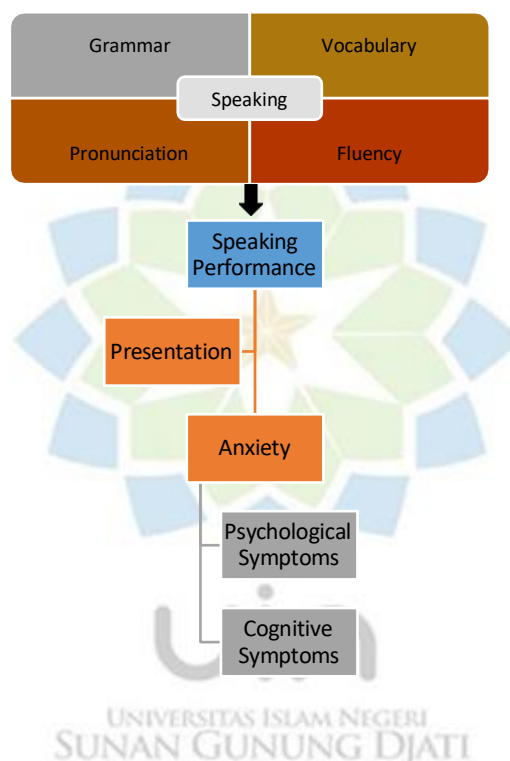 Grammar
Vocabulary
Speaking
Pronunciation
Fluency
Speaking
Performance
Presentation
Anxiety
Psychological
Symptoms
Cognitive
Symptoms
uin
UNIVERSITAS ISLAM NEGERI
SUNAN GUNUNG DJATI